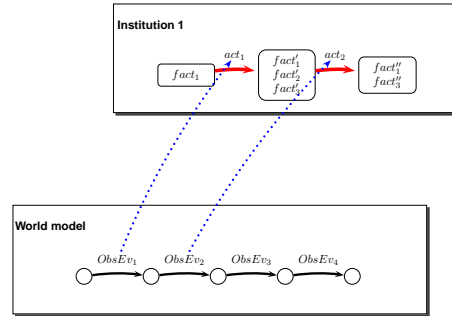 Institution 1
act₁ act₂
fact₁
fact′₁
fact′₂
fact′₃
fact″₁
fact″₃
World model
ObsEv₁ ObsEv₂ ObsEv₃ ObsEv₄